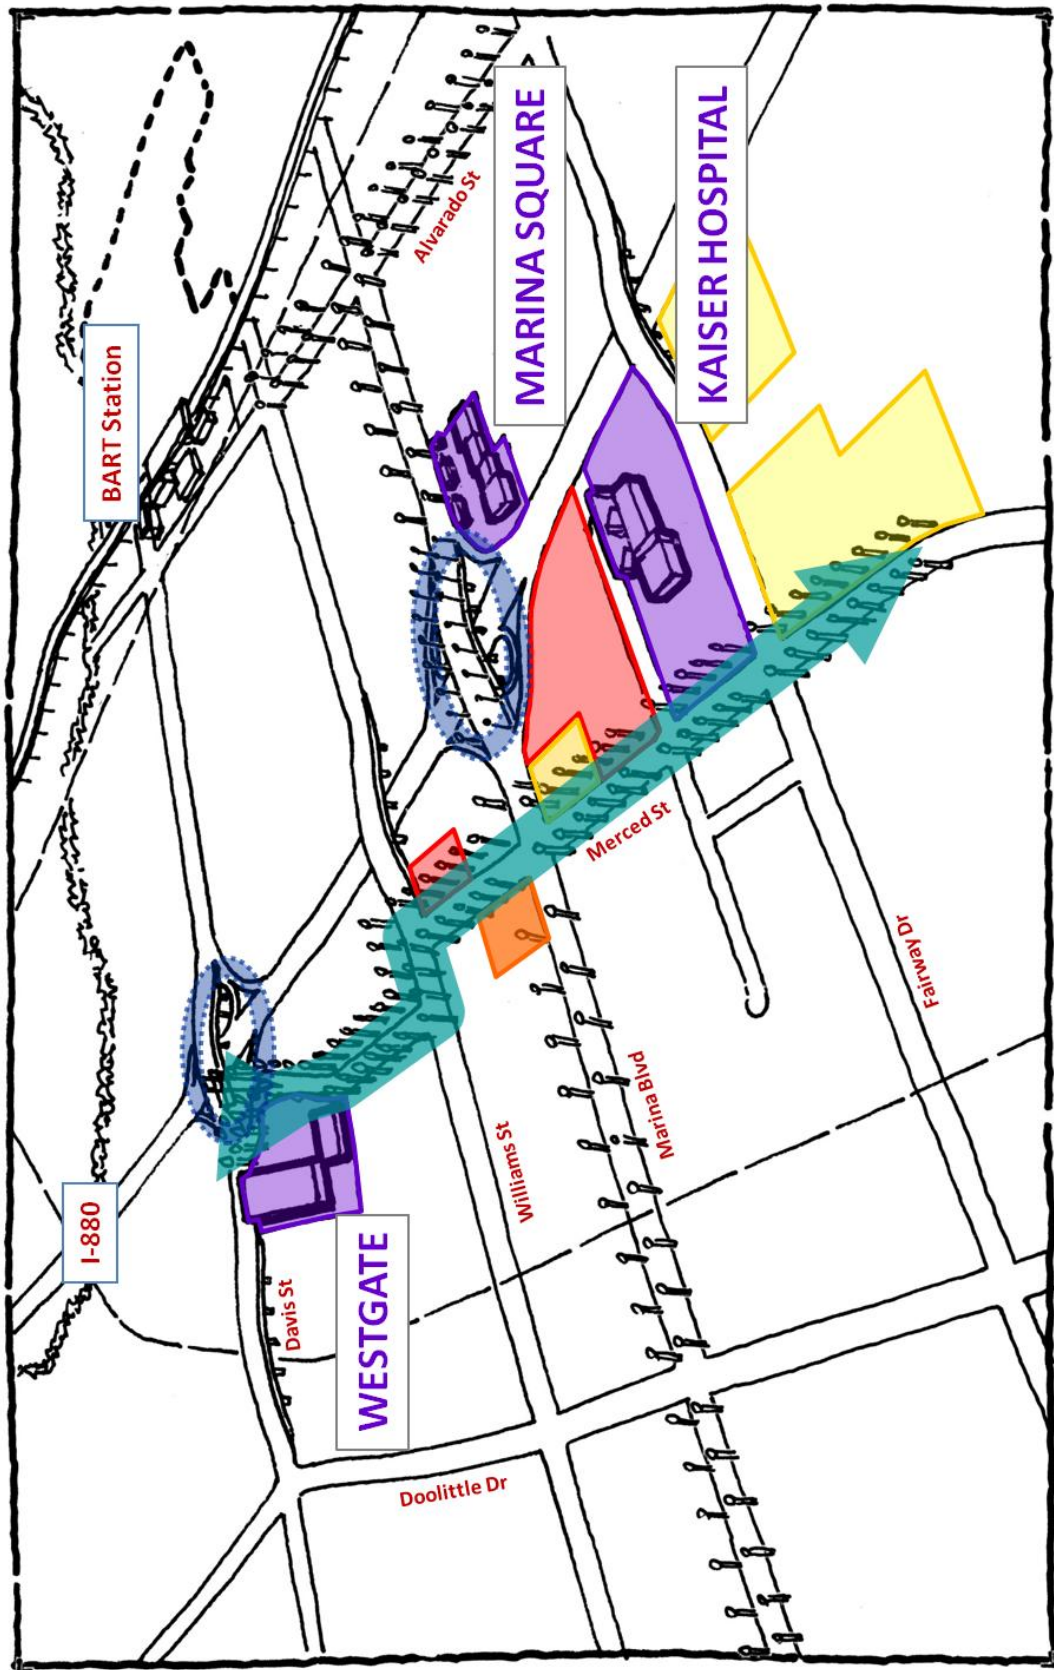 BART Station
Alvarado St
MARINA SQUARE
KAISER HOSPITAL
I-880
WESTGATE
Davis St
Williams St
Marina Blvd
Merced St
Fairway Dr
Doolittle Dr